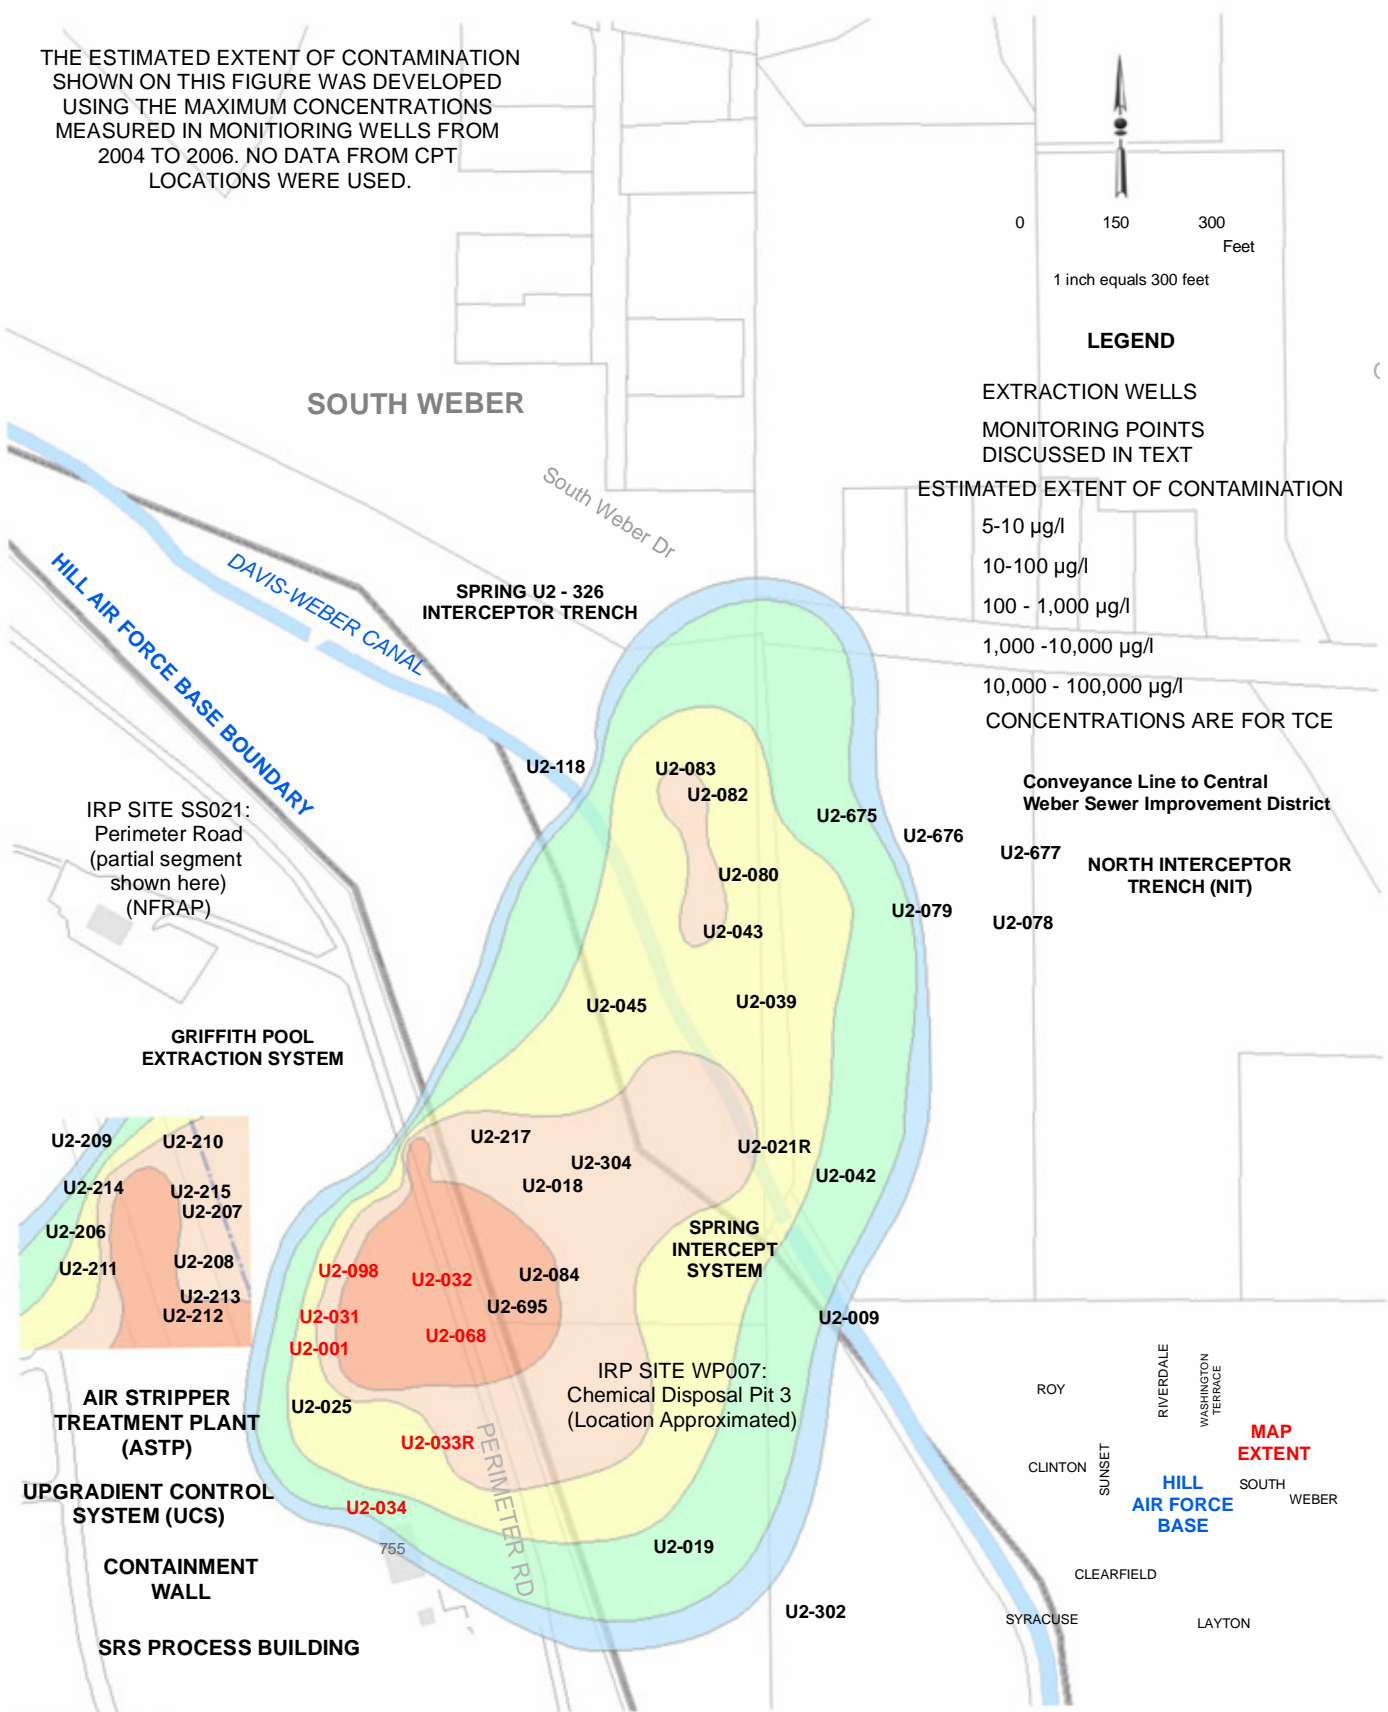 THE ESTIMATED EXTENT OF CONTAMINATION
SHOWN ON THIS FIGURE WAS DEVELOPED
USING THE MAXIMUM CONCENTRATIONS
MEASURED IN MONITIORING WELLS FROM
2004 TO 2006. NO DATA FROM CPT
LOCATIONS WERE USED.
0 150 300
Feet
1 inch equals 300 feet
LEGEND
EXTRACTION WELLS
MONITORING POINTS
DISCUSSED IN TEXT
ESTIMATED EXTENT OF CONTAMINATION
5-10 µg/l
10-100 µg/l
100 - 1,000 µg/l
1,000 -10,000 µg/l
10,000 - 100,000 µg/l
CONCENTRATIONS ARE FOR TCE
SOUTH WEBER
South Weber Dr
HILL AIR FORCE BASE BOUNDARY
DAVIS-WEBER CANAL
SPRING U2 - 326
INTERCEPTOR TRENCH
U2-118
U2-083
U2-082
U2-675
U2-676
U2-677
U2-080
U2-079
U2-078
U2-043
U2-045
U2-039
Conveyance Line to Central
Weber Sewer Improvement District
NORTH INTERCEPTOR
TRENCH (NIT)
IRP SITE SS021:
Perimeter Road
(partial segment
shown here)
(NFRAP)
GRIFFITH POOL
EXTRACTION SYSTEM
U2-209
U2-210
U2-214
U2-215
U2-207
U2-206
U2-211
U2-208
U2-213
U2-212
U2-217
U2-304
U2-018
U2-021R
U2-042
SPRING
INTERCEPT
SYSTEM
U2-098
U2-032
U2-084
U2-695
U2-031
U2-068
U2-001
U2-009
IRP SITE WP007:
Chemical Disposal Pit 3
(Location Approximated)
U2-025
U2-033R
U2-034
PERIMETER RD
755
U2-019
U2-302
AIR STRIPPER
TREATMENT PLANT
(ASTP)
UPGRADIENT CONTROL
SYSTEM (UCS)
CONTAINMENT
WALL
SRS PROCESS BUILDING
ROY
RIVERDALE
WASHINGTON
TERRACE
MAP
EXTENT
CLINTON
SUNSET
HILL
AIR FORCE
BASE
SOUTH
WEBER
CLEARFIELD
SYRACUSE
LAYTON